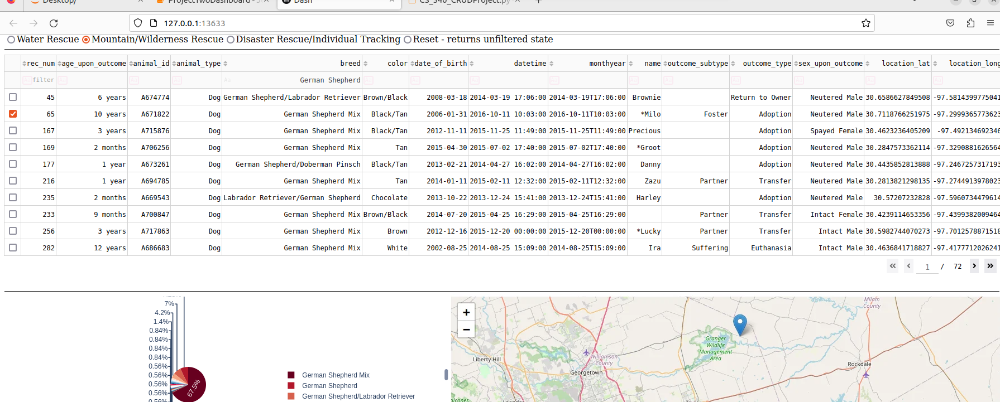 Desktop/ ProjectTwoDashboard - J Dash CS_340_CRUDProject.py
127.0.0.1:13633
Water Rescue Mountain/Wilderness Rescue Disaster Rescue/Individual Tracking Reset - returns unfiltered state
rec_num age_upon_outcome animal_id animal_type breed color date_of_birth datetime monthyear name outcome_subtype outcome_type sex_upon_outcome location_lat location_long
Aa filter Aa Aa Aa Aa German Shepherd Aa Aa Aa Aa Aa Aa Aa Aa Aa Aa
45 6 years A674774 Dog German Shepherd/Labrador Retriever Brown/Black 2008-03-18 2014-03-19 17:06:00 2014-03-19T17:06:00 Brownie Return to Owner Neutered Male 30.6586627849508 -97.5814399775041
65 10 years A671822 Dog German Shepherd Mix Black/Tan 2006-01-31 2016-10-11 10:03:00 2016-10-11T10:03:00 *Milo Foster Adoption Neutered Male 30.7118766251975 -97.2999365773623
167 3 years A715876 Dog German Shepherd Mix Black/Tan 2012-11-11 2015-11-25 11:49:00 2015-11-25T11:49:00 Precious Adoption Spayed Female 30.4623236405209 -97.492134692346
169 2 months A706256 Dog German Shepherd Mix Tan 2015-04-30 2015-07-02 17:40:00 2015-07-02T17:40:00 *Groot Adoption Neutered Male 30.2847573362114 -97.3290881626564
177 1 year A673261 Dog German Shepherd/Doberman Pinsch Black/Tan 2013-02-21 2014-04-27 16:02:00 2014-04-27T16:02:00 Danny Adoption Neutered Male 30.4435852813888 -97.2467257317193
216 1 year A694785 Dog German Shepherd Mix Tan 2014-01-11 2015-02-11 12:32:00 2015-02-11T12:32:00 Zazu Partner Transfer Neutered Male 30.2813821298135 -97.2744913978023
235 2 months A669543 Dog Labrador Retriever/German Shepherd Chocolate 2013-10-22 2013-12-24 15:41:00 2013-12-24T15:41:00 Harley Adoption Neutered Male 30.57207232828 -97.5960734479614
233 9 months A700847 Dog German Shepherd Mix Brown/Black 2014-07-20 2015-04-25 16:29:00 2015-04-25T16:29:00 Partner Transfer Intact Female 30.4239114653356 -97.4399382009464
256 3 years A717863 Dog German Shepherd Mix Brown 2012-12-16 2015-12-20 00:00:00 2015-12-20T00:00:00 *Lucky Partner Transfer Intact Male 30.5982744070273 -97.7012578871518
282 12 years A686683 Dog German Shepherd Mix White 2002-08-25 2014-08-25 15:09:00 2014-08-25T15:09:00 Ira Suffering Euthanasia Intact Male 30.4636841718827 -97.4177712026241
1 / 72
7%
4.2%
1.4%
0.84%
0.84%
0.84%
0.84%
0.56%
0.56%
0.56%
0.56%
0.56%
67.5%
German Shepherd Mix
German Shepherd
German Shepherd/Labrador Retriever
+
−
Milam
County
Granger
Wildlife
Management
Area
Liberty Hill
Williamson
County
Georgetown
Rockdale